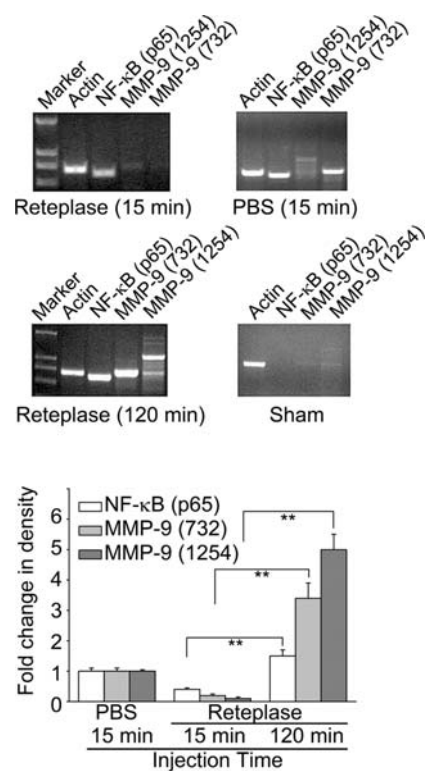 Marker
Actin
NF-κB (p65)
MMP-9 (1254)
MMP-9 (732)
Reteplase (15 min)
Actin
NF-κB (p65)
MMP-9 (1254)
MMP-9 (732)
PBS (15 min)
Marker
Actin
NF-κB (p65)
MMP-9 (732)
MMP-9 (1254)
Reteplase (120 min)
Actin
NF-κB (p65)
MMP-9 (732)
MMP-9 (1254)
Sham
Fold change in density
6
5
4
3
2
1
0
NF-κB (p65)
MMP-9 (732)
MMP-9 (1254)
**
**
**
PBS
Reteplase
15 min
15 min
120 min
Injection Time